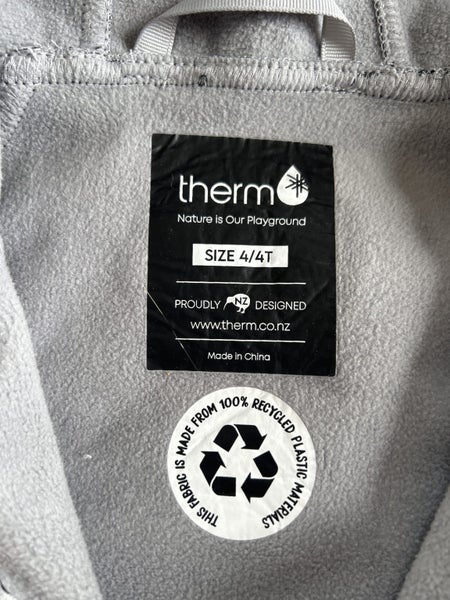 therm
Nature is Our Playground
SIZE 4/4T
PROUDLY NZ DESIGNED
www.therm.co.nz
Made in China
THIS FABRIC IS MADE FROM 100% RECYCLED PLASTIC MATERIALS